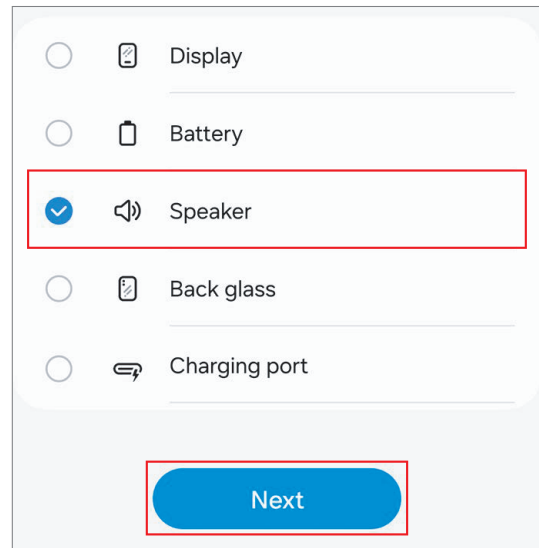 Display
Battery
Speaker
Back glass
Charging port
Next